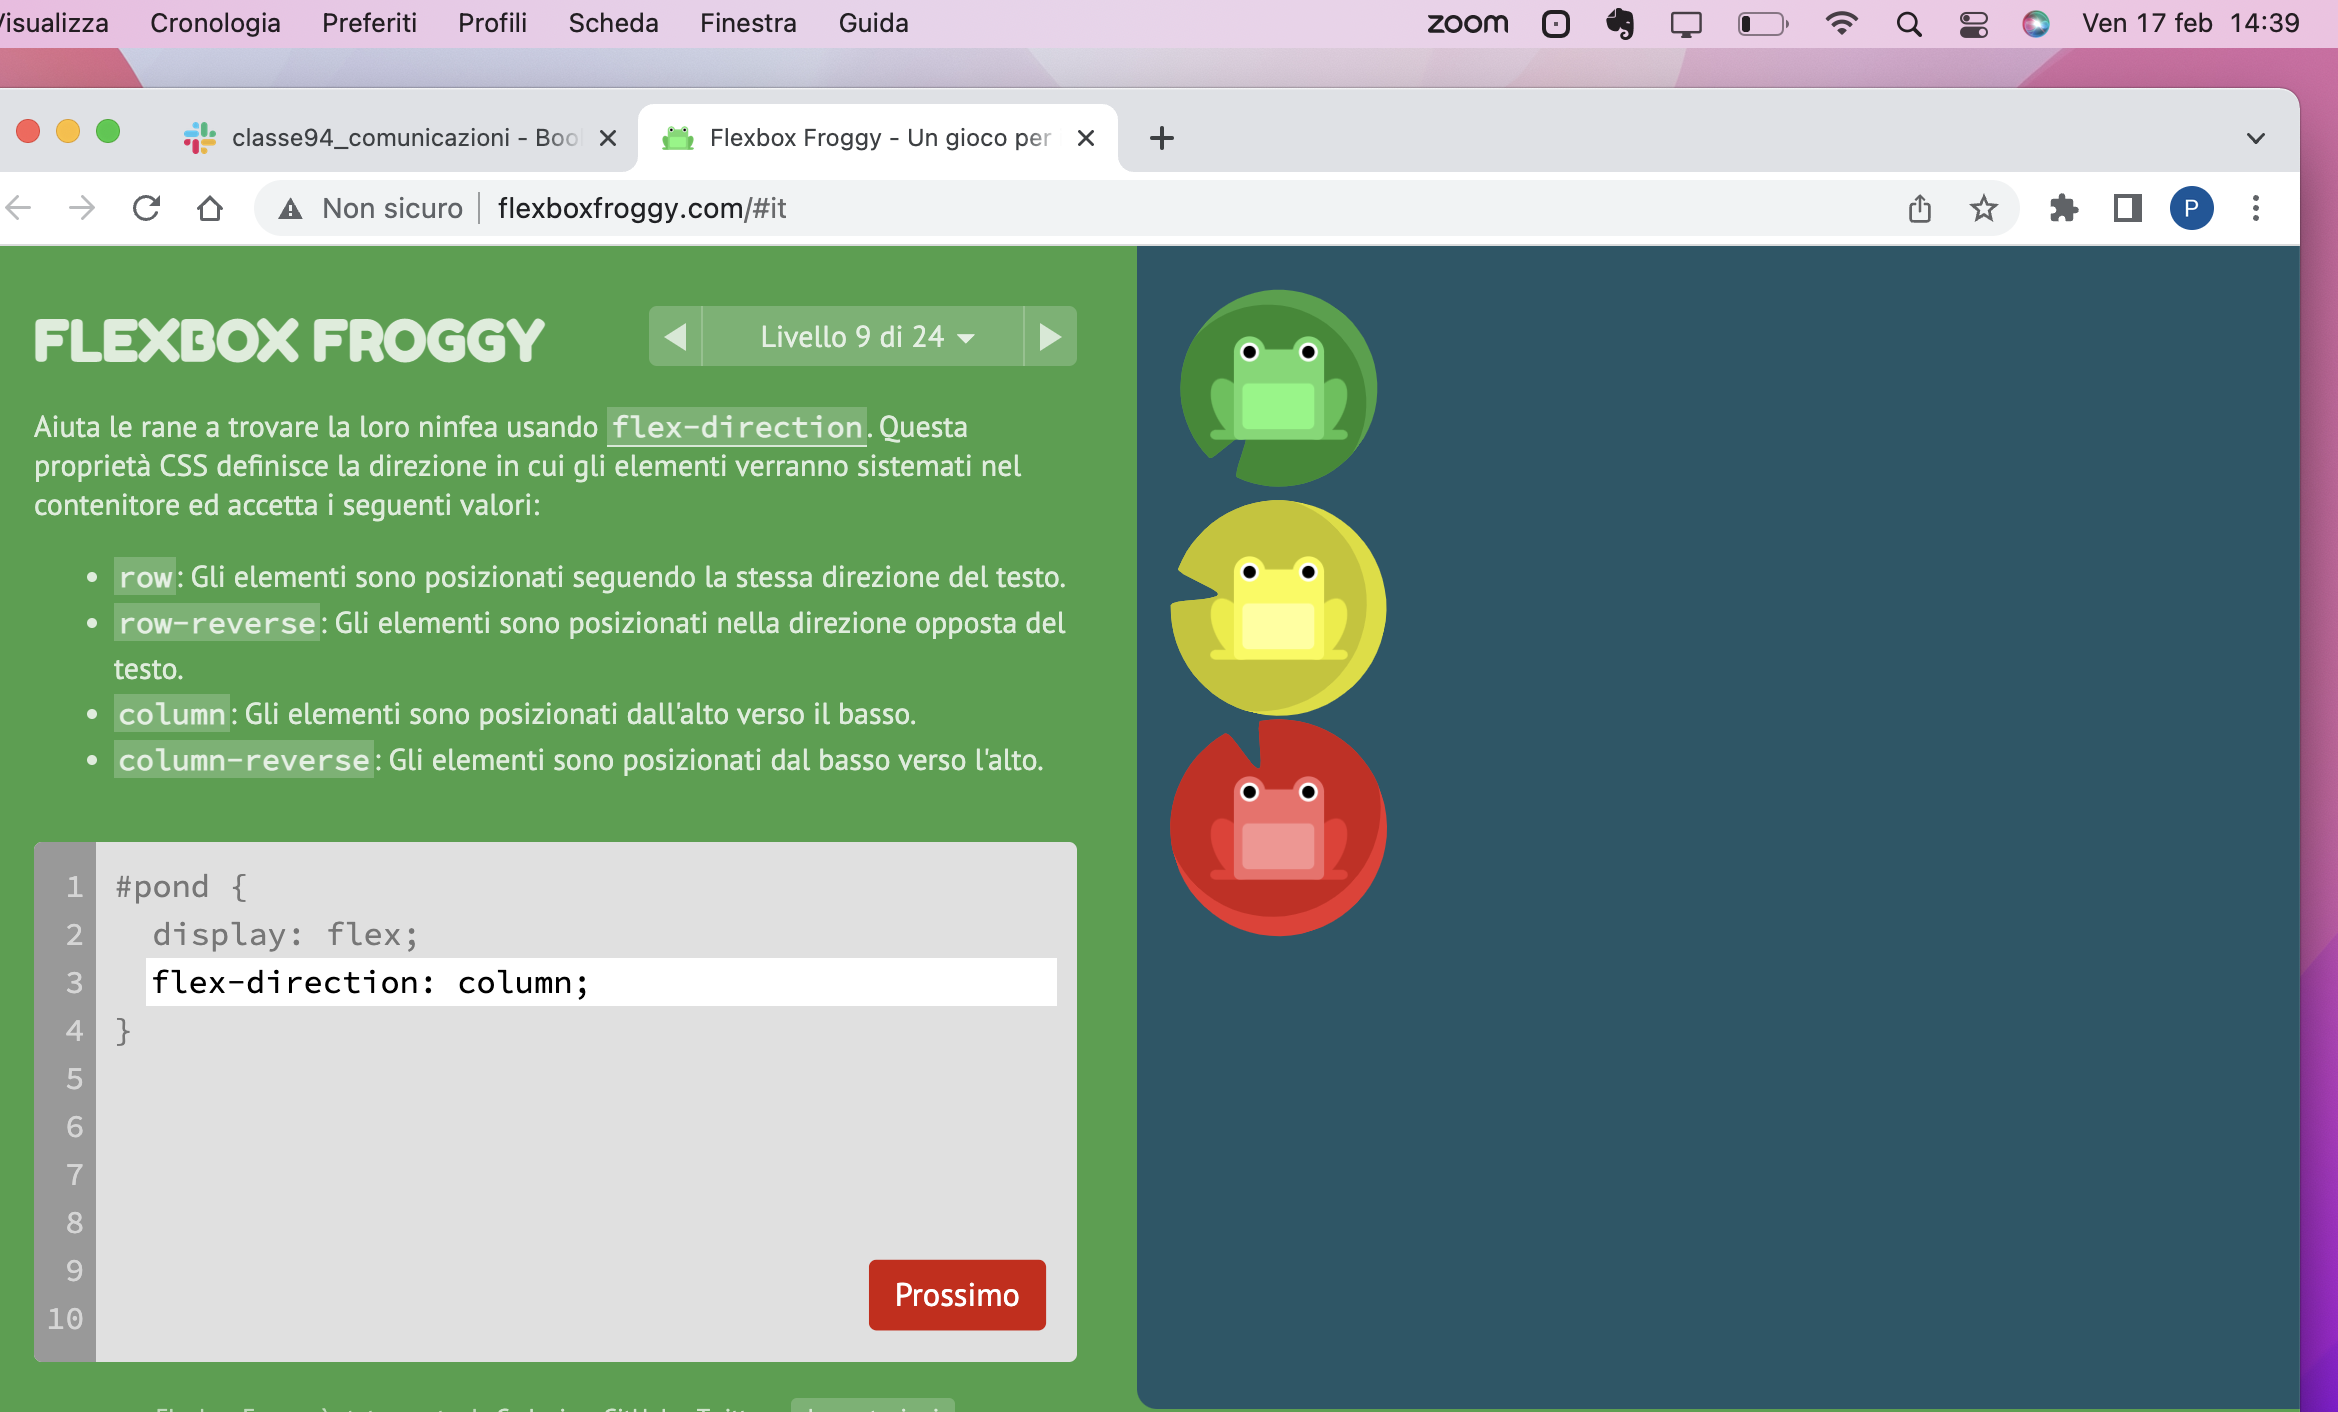 Visualizza Cronologia Preferiti Profili Scheda Finestra Guida zoom Ven 17 feb 14:39
classe94_comunicazioni - Boo Flexbox Froggy - Un gioco per
Non sicuro flexboxfroggy.com/#it P
FLEXBOX FROGGY
Livello 9 di 24
Aiuta le rane a trovare la loro ninfea usando flex-direction. Questa
proprietà CSS definisce la direzione in cui gli elementi verranno sistemati nel
contenitore ed accetta i seguenti valori:
• row: Gli elementi sono posizionati seguendo la stessa direzione del testo.
• row-reverse: Gli elementi sono posizionati nella direzione opposta del
testo.
• column: Gli elementi sono posizionati dall'alto verso il basso.
• column-reverse: Gli elementi sono posizionati dal basso verso l'alto.
1 #pond {
2 display: flex;
3 flex-direction: column;
4 }
5
6
7
8
9
10
Prossimo